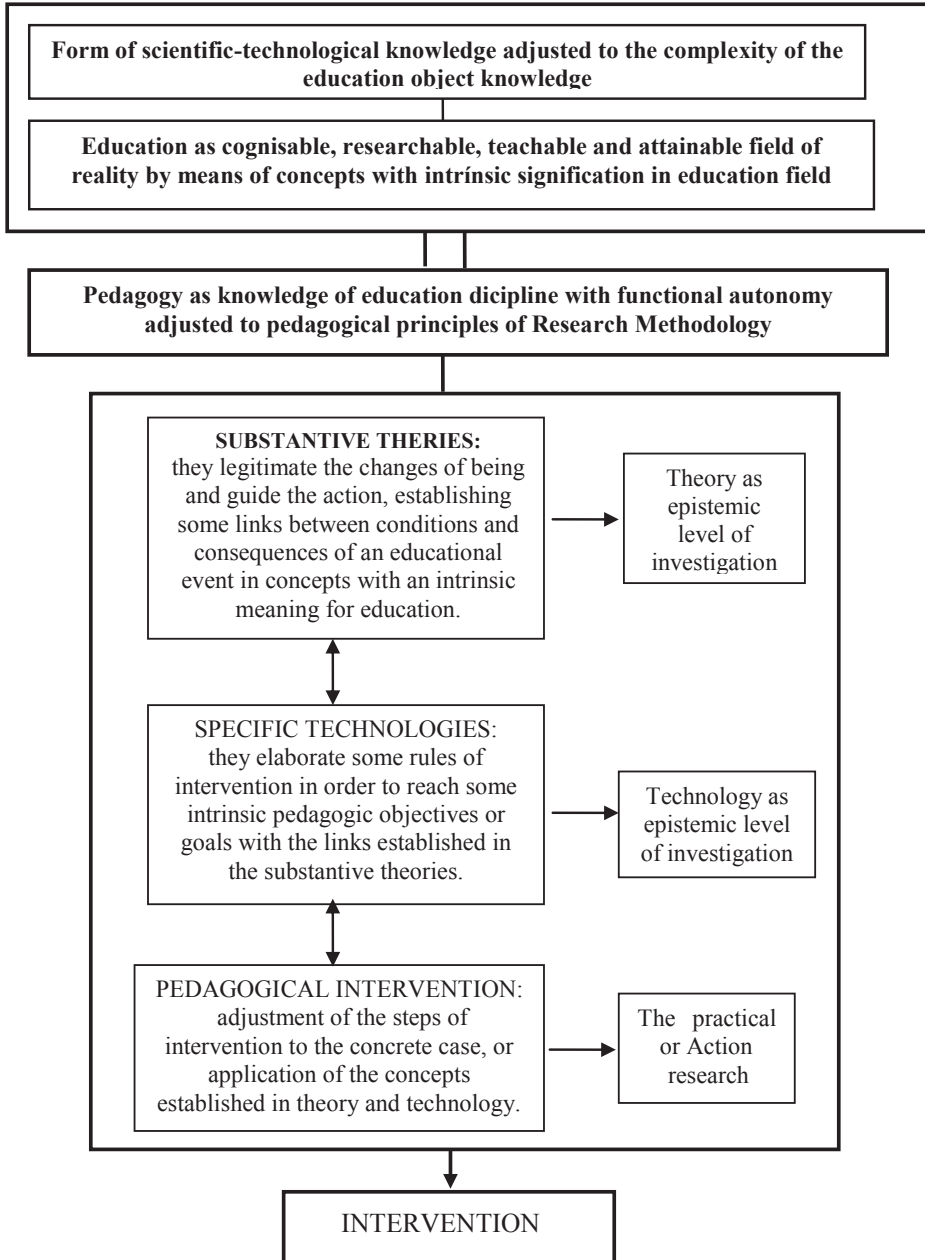 Form of scientific-technological knowledge adjusted to the complexity of the
education object knowledge
Education as cognisable, researchable, teachable and attainable field of
reality by means of concepts with intrínsic signification in education field
Pedagogy as knowledge of education dicipline with functional autonomy
adjusted to pedagogical principles of Research Methodology
SUBSTANTIVE THERIES:
they legitimate the changes of being
and guide the action, establishing
some links between conditions and
consequences of an educational
event in concepts with an intrinsic
meaning for education.
Theory as
epistemic
level of
investigation
SPECIFIC TECHNOLOGIES:
they elaborate some rules of
intervention in order to reach some
intrinsic pedagogic objectives or
goals with the links established in
the substantive theories.
Technology as
epistemic level
of investigation
PEDAGOGICAL INTERVENTION:
adjustment of the steps of
intervention to the concrete case, or
application of the concepts
established in theory and technology.
The practical
or Action
research
INTERVENTION